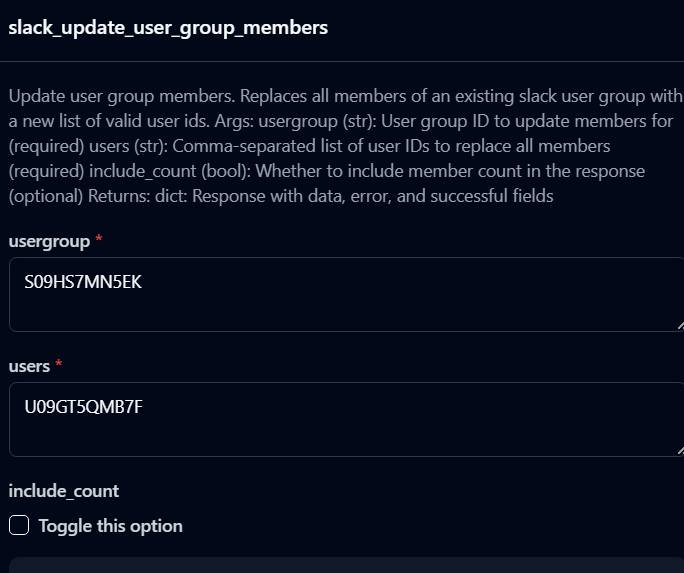 slack_update_user_group_members
Update user group members. Replaces all members of an existing slack user group with
a new list of valid user ids. Args: usergroup (str): User group ID to update members for
(required) users (str): Comma-separated list of user IDs to replace all members
(required) include_count (bool): Whether to include member count in the response
(optional) Returns: dict: Response with data, error, and successful fields
usergroup *
S09HS7MN5EK
users *
U09GT5QMB7F
include_count
Toggle this option